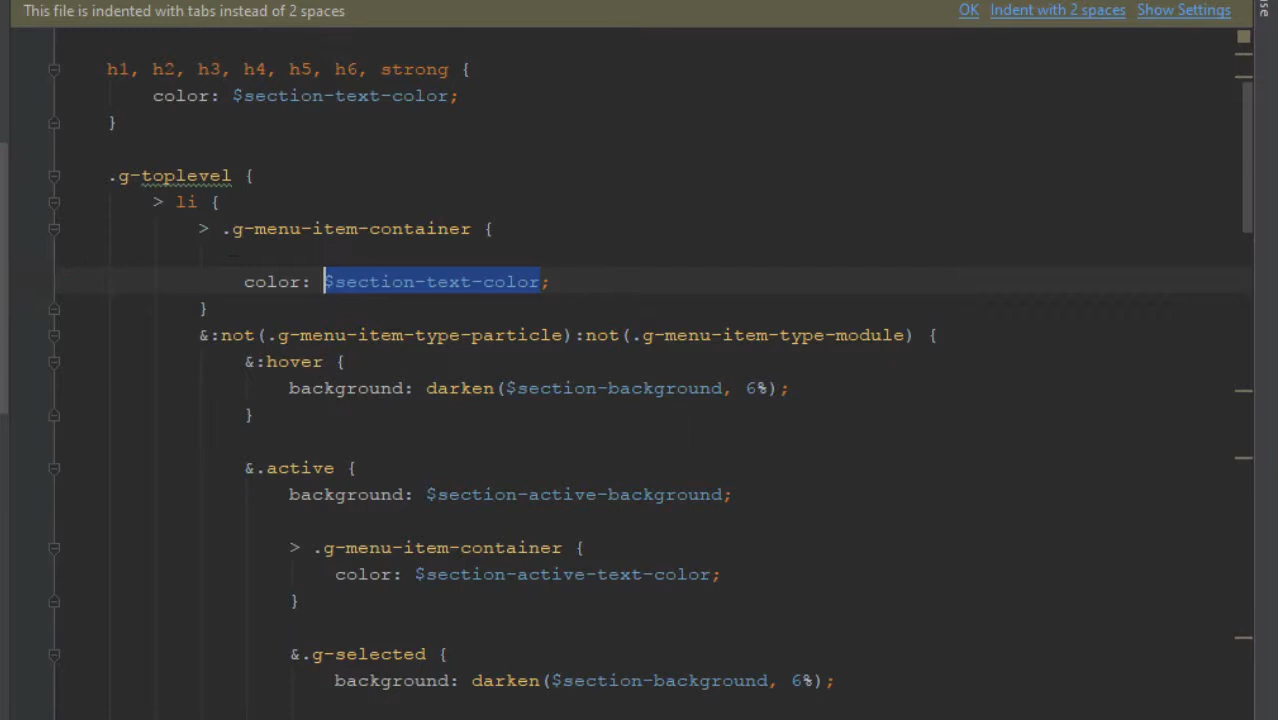 This file is indented with tabs instead of 2 spaces OK Indent with 2 spaces Show Settings
h1, h2, h3, h4, h5, h6, strong {
color: $section-text-color;
}
.g-toplevel {
> li {
> .g-menu-item-container {
color: $section-text-color;
}
&:not(.g-menu-item-type-particle):not(.g-menu-item-type-module) {
&:hover {
background: darken($section-background, 6%);
}
&.active {
background: $section-active-background;
> .g-menu-item-container {
color: $section-active-text-color;
}
&.g-selected {
background: darken($section-background, 6%);